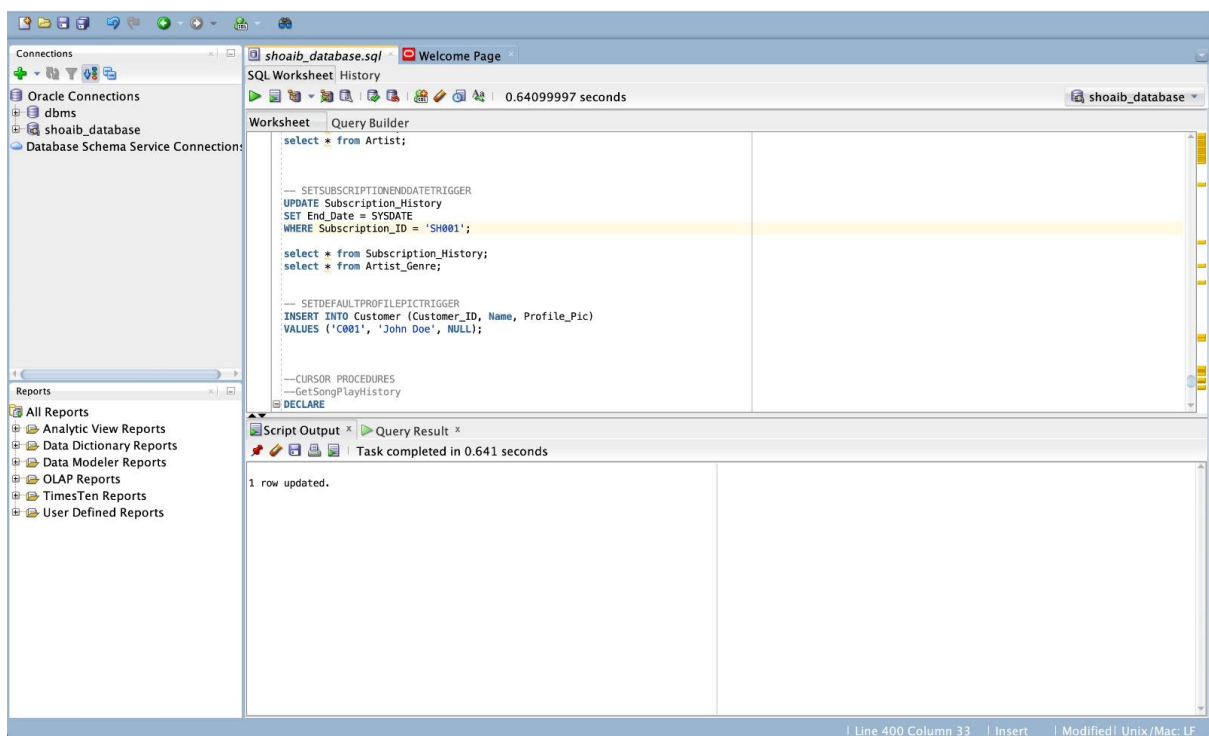 Connections
Oracle Connections
dbms
shoaib_database
Database Schema Service Connections
Reports
All Reports
Analytic View Reports
Data Dictionary Reports
Data Modeler Reports
OLAP Reports
TimesTen Reports
User Defined Reports
shoaib_database.sql
Welcome Page
SQL Worksheet History
0.64099997 seconds
shoaib_database
Worksheet Query Builder
select * from Artist;
-- SETSUBSCRIPTIONENDDATETRIGGER
UPDATE Subscription_History
SET End_Date = SYSDATE
WHERE Subscription_ID = 'SH001';
select * from Subscription_History;
select * from Artist_Genre;
-- SETDEFAULTPROFILEPICTRIGGER
INSERT INTO Customer (Customer_ID, Name, Profile_Pic)
VALUES ('C001', 'John Doe', NULL);
--CURSOR PROCEDURES
--GetSongPlayHistory
DECLARE
Script Output x Query Result x
Task completed in 0.641 seconds
1 row updated.
Line 400 Column 33 | Insert | Modified| Unix/Mac: LF